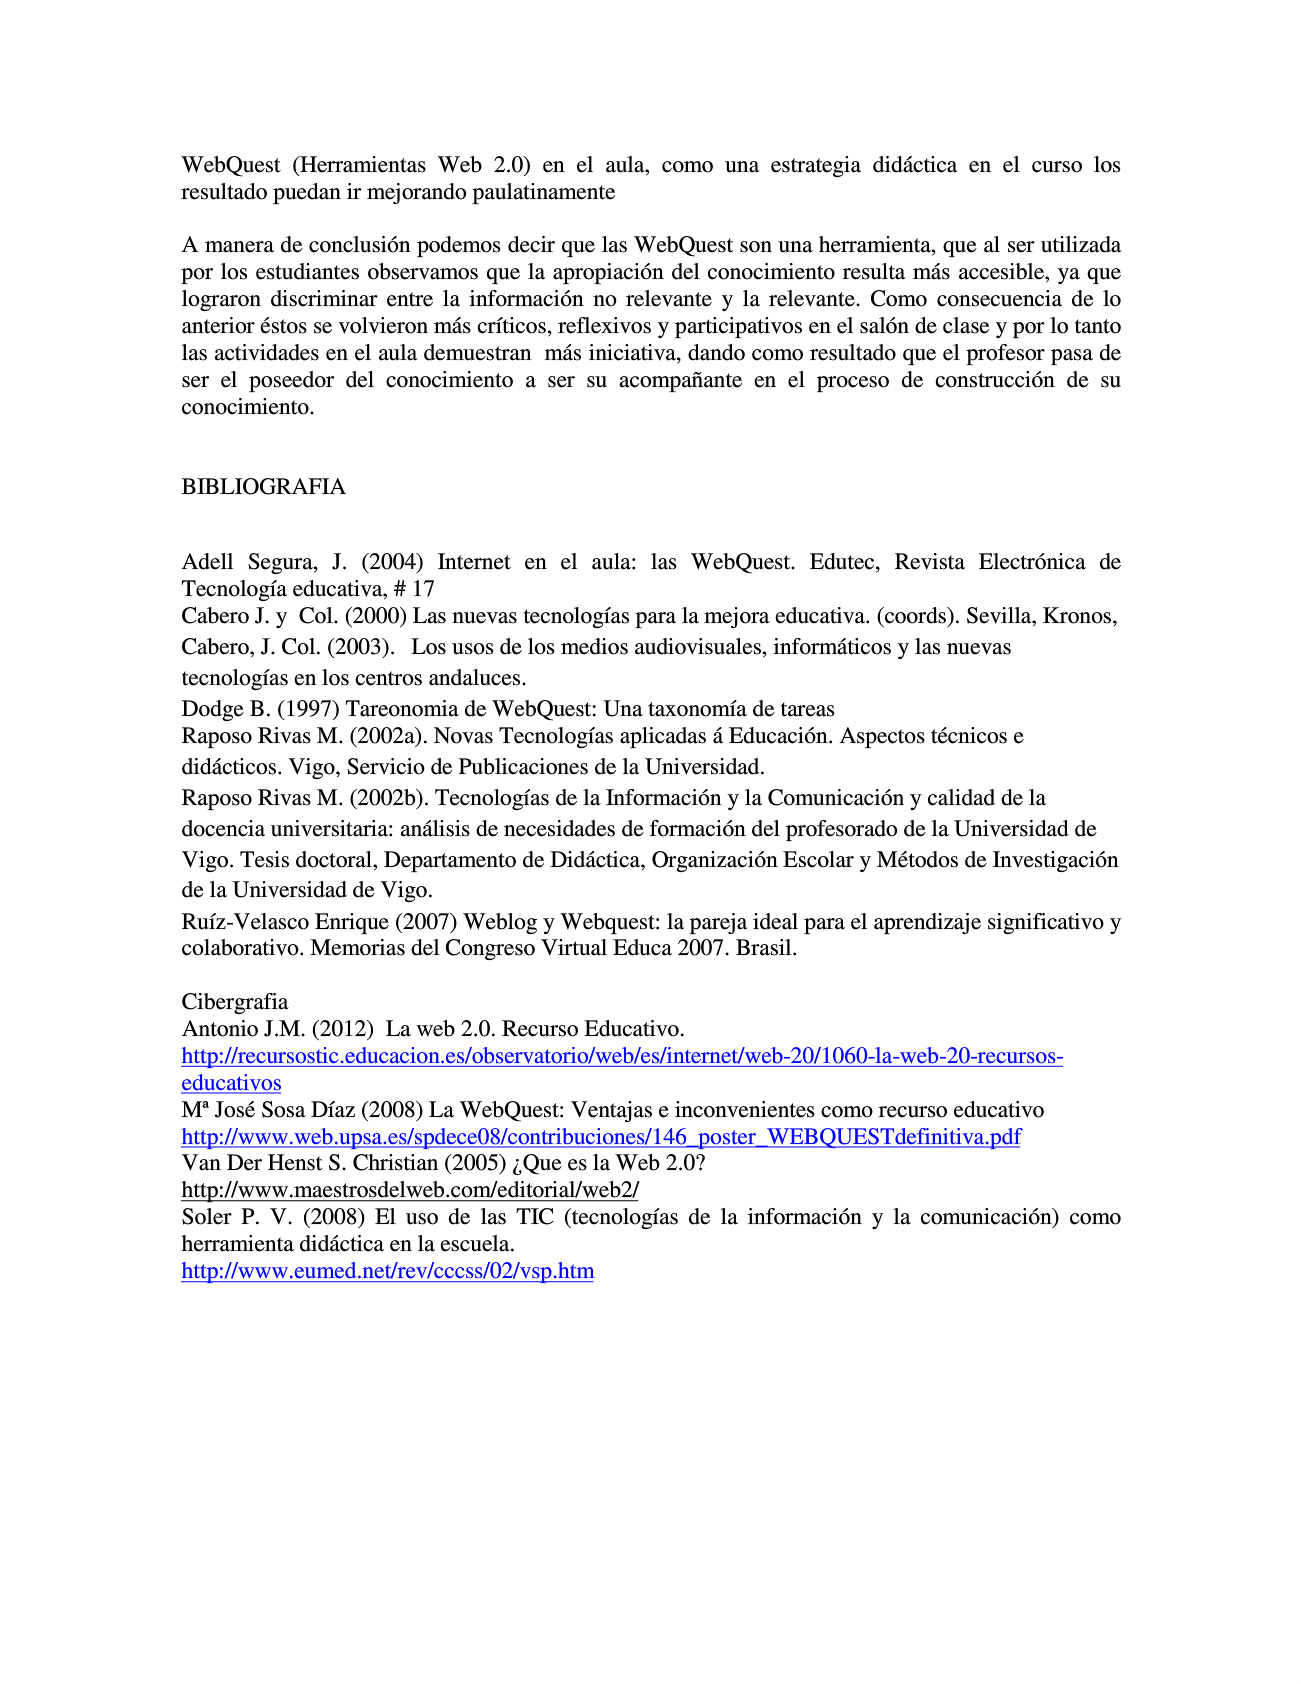 WebQuest (Herramientas Web 2.0) en el aula, como una estrategia didáctica en el curso los
resultado puedan ir mejorando paulatinamente
A manera de conclusión podemos decir que las WebQuest son una herramienta, que al ser utilizada
por los estudiantes observamos que la apropiación del conocimiento resulta más accesible, ya que
lograron discriminar entre la información no relevante y la relevante. Como consecuencia de lo
anterior éstos se volvieron más críticos, reflexivos y participativos en el salón de clase y por lo tanto
las actividades en el aula demuestran  más iniciativa, dando como resultado que el profesor pasa de
ser el poseedor del conocimiento a ser su acompañante en el proceso de construcción de su
conocimiento.
BIBLIOGRAFIA
Adell Segura, J. (2004) Internet en el aula: las WebQuest. Edutec, Revista Electrónica de
Tecnología educativa, # 17
Cabero J. y  Col. (2000) Las nuevas tecnologías para la mejora educativa. (coords). Sevilla, Kronos,
Cabero, J. Col. (2003).  Los usos de los medios audiovisuales, informáticos y las nuevas
tecnologías en los centros andaluces.
Dodge B. (1997) Tareonomia de WebQuest: Una taxonomía de tareas
Raposo Rivas M. (2002a). Novas Tecnologías aplicadas á Educación. Aspectos técnicos e
didácticos. Vigo, Servicio de Publicaciones de la Universidad.
Raposo Rivas M. (2002b). Tecnologías de la Información y la Comunicación y calidad de la
docencia universitaria: análisis de necesidades de formación del profesorado de la Universidad de
Vigo. Tesis doctoral, Departamento de Didáctica, Organización Escolar y Métodos de Investigación
de la Universidad de Vigo.
Ruíz-Velasco Enrique (2007) Weblog y Webquest: la pareja ideal para el aprendizaje significativo y
colaborativo. Memorias del Congreso Virtual Educa 2007. Brasil.
Cibergrafia
Antonio J.M. (2012)  La web 2.0. Recurso Educativo.
http://recursostic.educacion.es/observatorio/web/es/internet/web-20/1060-la-web-20-recursos-
educativos
Mª José Sosa Díaz (2008) La WebQuest: Ventajas e inconvenientes como recurso educativo
http://www.web.upsa.es/spdece08/contribuciones/146_poster_WEBQUESTdefinitiva.pdf
Van Der Henst S. Christian (2005) ¿Que es la Web 2.0?
http://www.maestrosdelweb.com/editorial/web2/
Soler P. V. (2008) El uso de las TIC (tecnologías de la información y la comunicación) como
herramienta didáctica en la escuela.
http://www.eumed.net/rev/cccss/02/vsp.htm